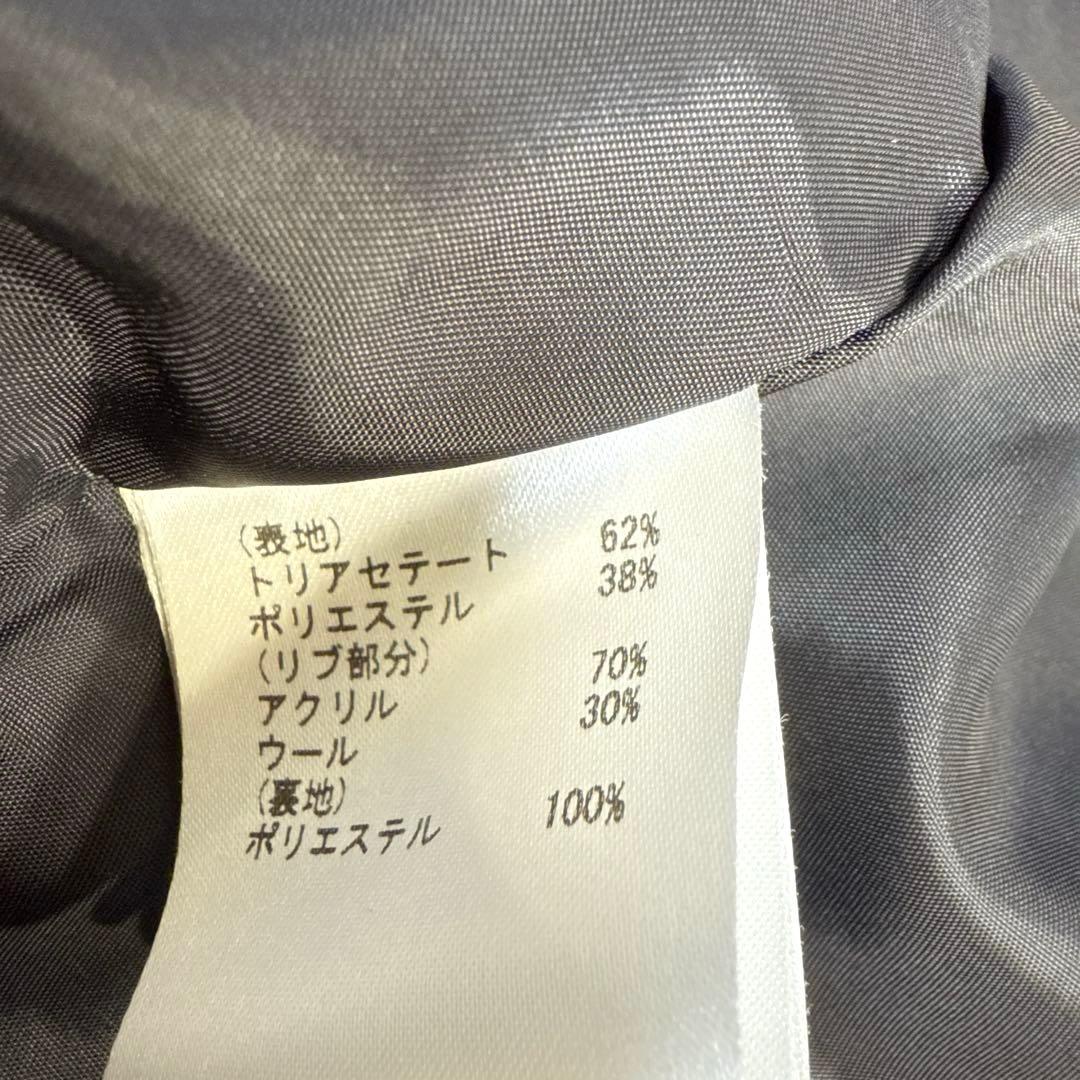 (表地)
トリアセテート 62%
ポリエステル 38%
(リブ部分)
アクリル 70%
ウール 30%
(裏地)
ポリエステル 100%